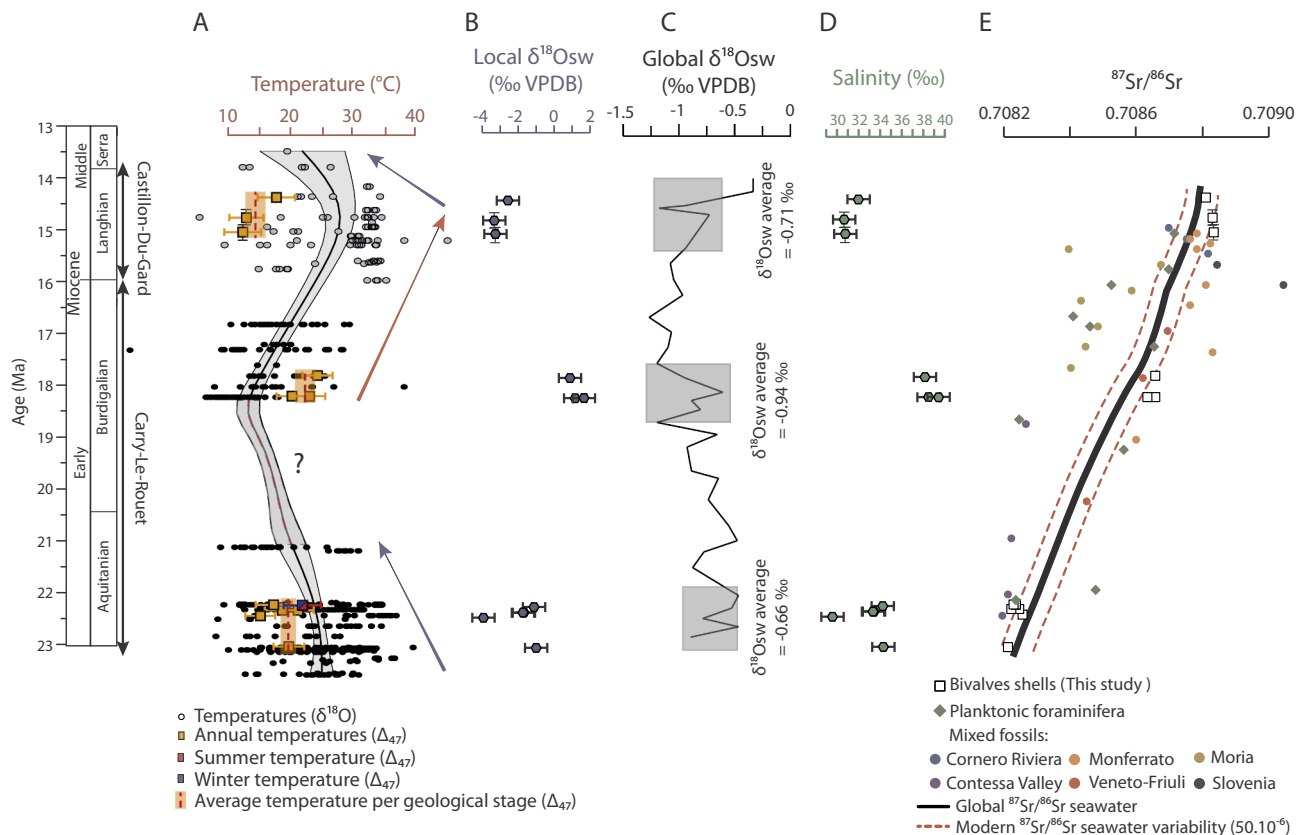 A
B
C
D
E
Temperature (°C)
10 20 30 40
Local δ¹⁸Osw
(‰ VPDB)
-4 -2 0 2
Global δ¹⁸Osw
(‰ VPDB)
-1,5 -1 -0.5 0
Salinity (‰)
30 32 34 36 38 40
⁸⁷Sr/⁸⁶Sr
0.7082 0.7086 0.7090
Age (Ma)
13
14
15
16
17
18
19
20
21
22
23
Miocene
Middle
Early
Serra
Langhian
Burdigalian
Aquitanian
Castillon-Du-Gard
Carry-Le-Rouet
?
δ¹⁸Osw average
= -0.71 ‰
δ¹⁸Osw average
= -0.94 ‰
δ¹⁸Osw average
= -0.66 ‰
Temperatures (δ¹⁸O)
Annual temperatures (Δ₄₇)
Summer temperature (Δ₄₇)
Winter temperature (Δ₄₇)
Average temperature per geological stage (Δ₄₇)
Bivalves shells (This study )
Planktonic foraminifera
Mixed fossils:
Cornero Riviera Monferrato Moria
Contessa Valley Veneto-Friuli Slovenia
Global ⁸⁷Sr/⁸⁶Sr seawater
Modern ⁸⁷Sr/⁸⁶Sr seawater variability (50.10⁻⁶)